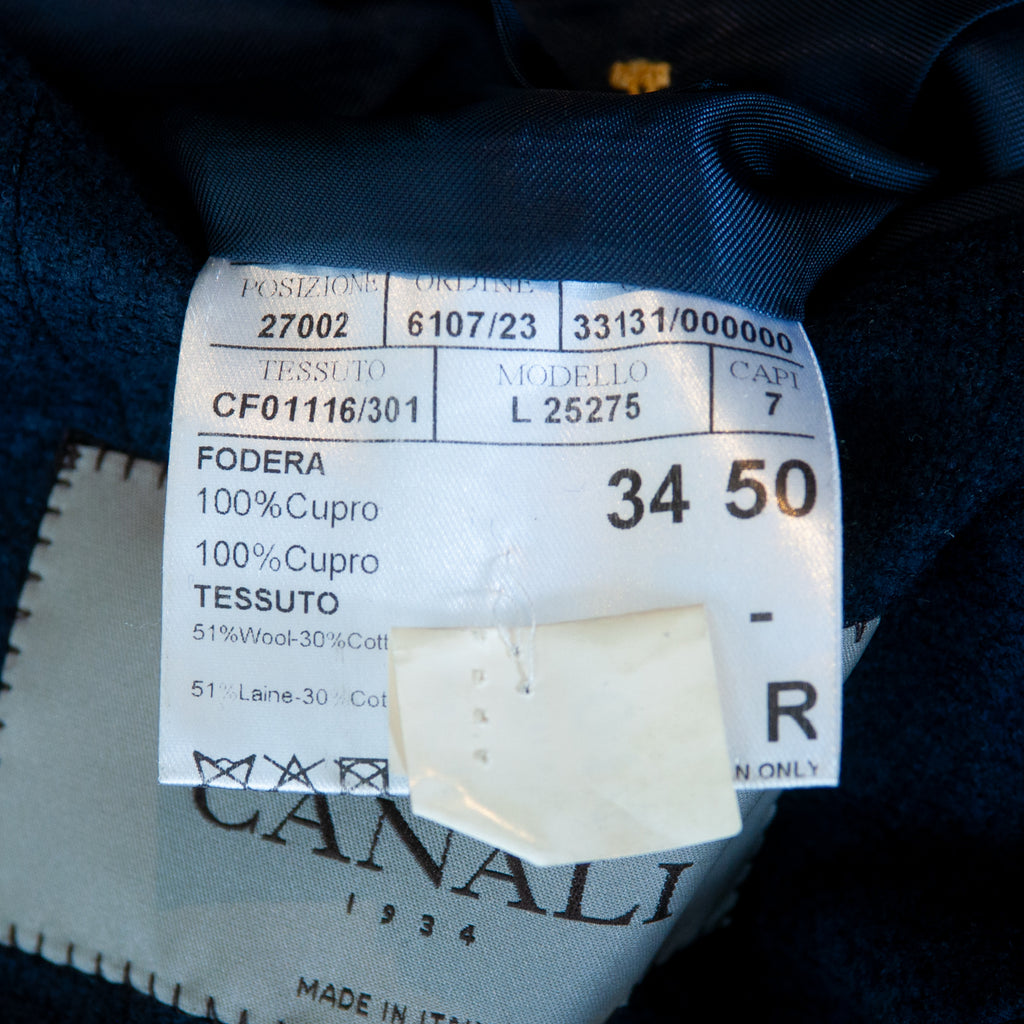 POSIZIONE ORDINE
27002 6107/23 33131/000000
TESSUTO MODELLO CAPI
CF01116/301 L 25275 7
FODERA
34 50
100%Cupro
100%Cupro
TESSUTO
-
51%Wool-30%Cott
51%Laine-30%Cot
R
N ONLY
CANALI
1934
MADE IN